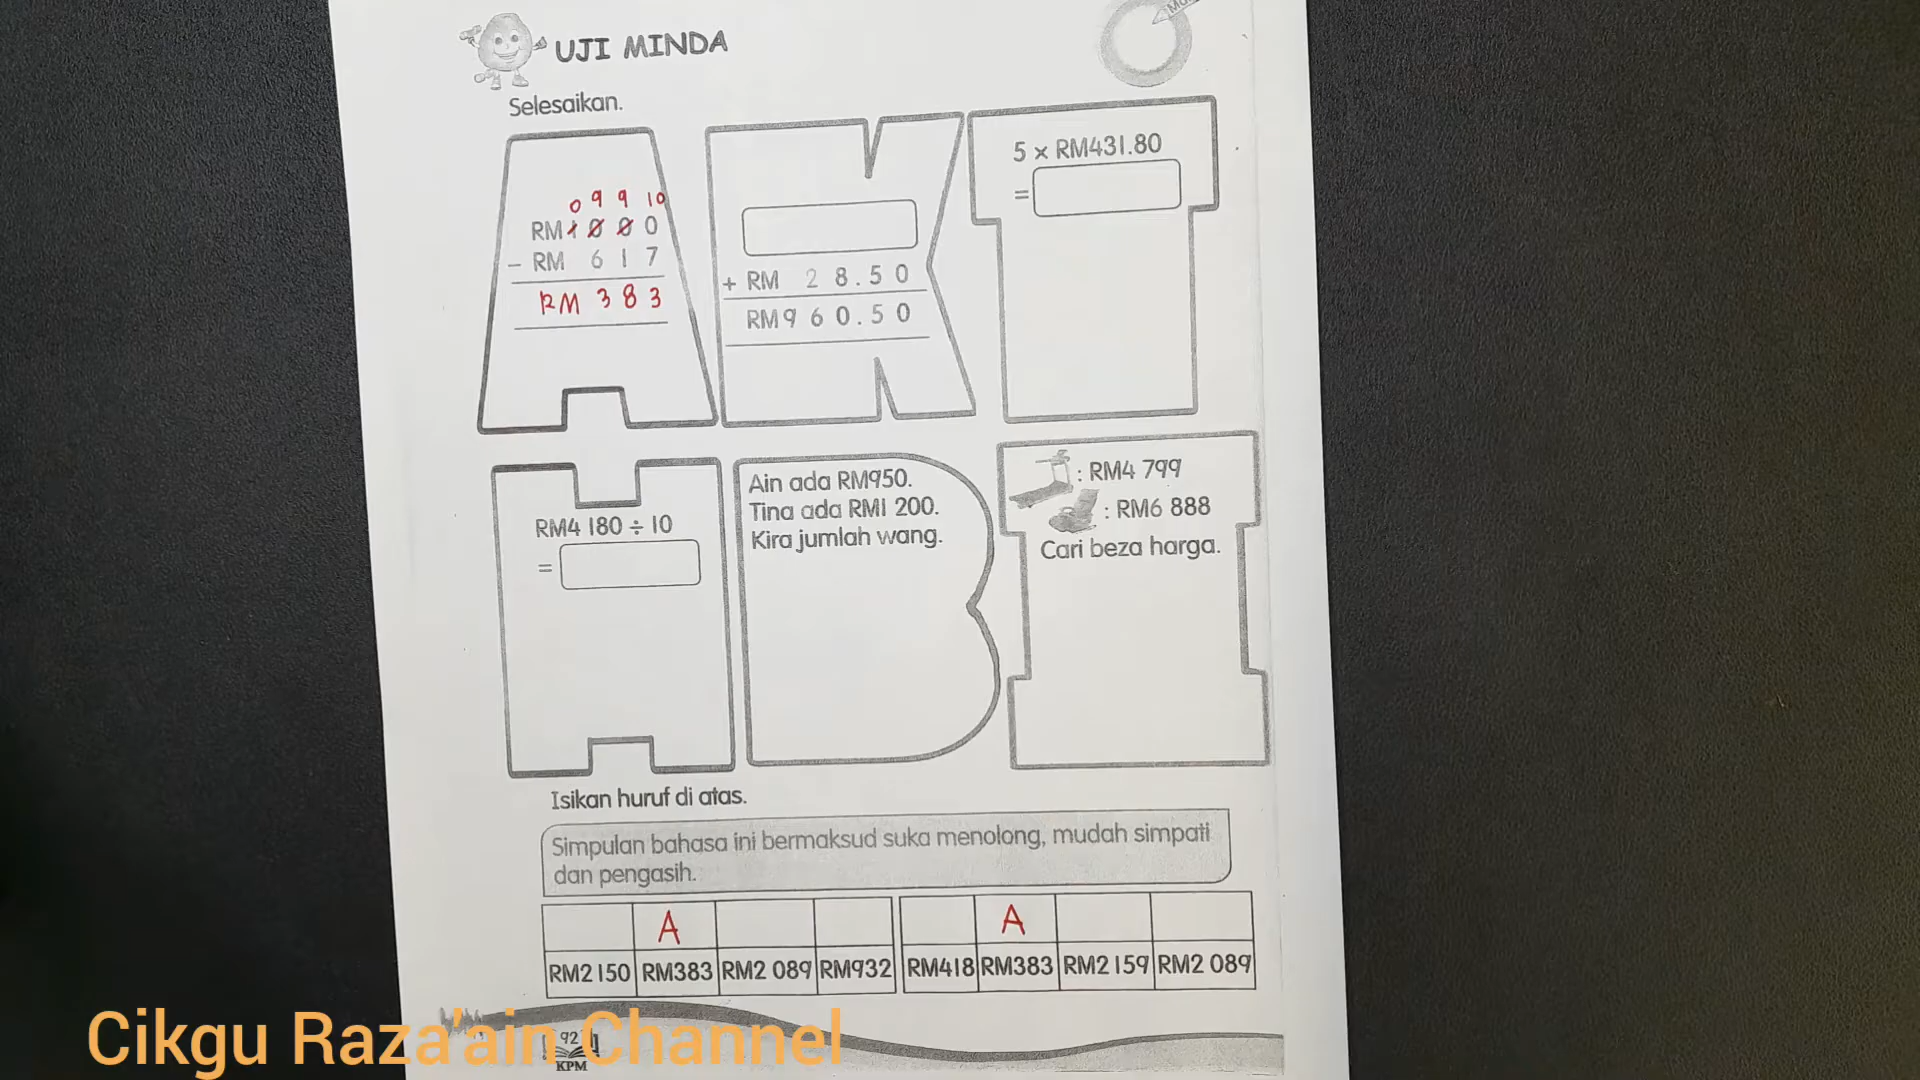 UJI MINDA
Selesaikan.
0 9 9 10
RM1 0 0 0
- RM 6 1 7
RM 3 8 3
+ RM 2 8 . 5 0
RM9 6 0 . 5 0
5 × RM431.80
=
RM4 180 ÷ 10
=
Ain ada RM950.
Tina ada RM1 200.
Kira jumlah wang.
: RM4 799
: RM6 888
Cari beza harga.
Isikan huruf di atas.
Simpulan bahasa ini bermaksud suka menolong, mudah simpati
dan pengasih.
A A
RM2 150 RM383 RM2 089 RM932 RM418 RM383 RM2 159 RM2 089
Cikgu Raza'ain Channel
92
KPM